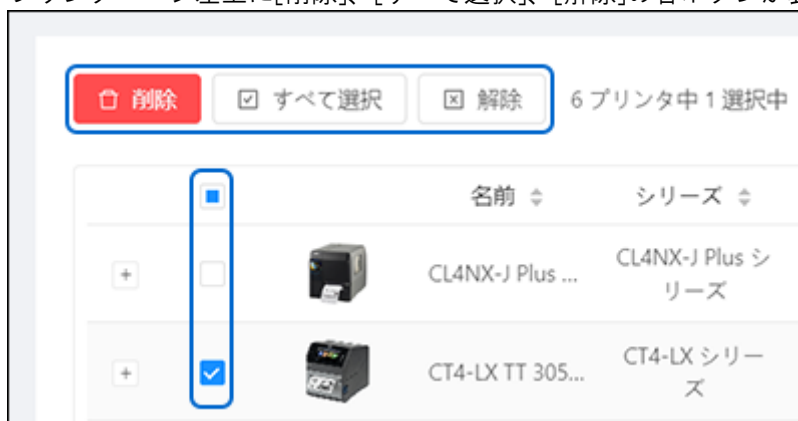 削除 すべて選択 解除 6 プリンタ中 1 選択中
名前 シリーズ
CL4NX-J Plus ... CL4NX-J Plus シ
リーズ
CT4-LX TT 305... CT4-LX シリー
ズ